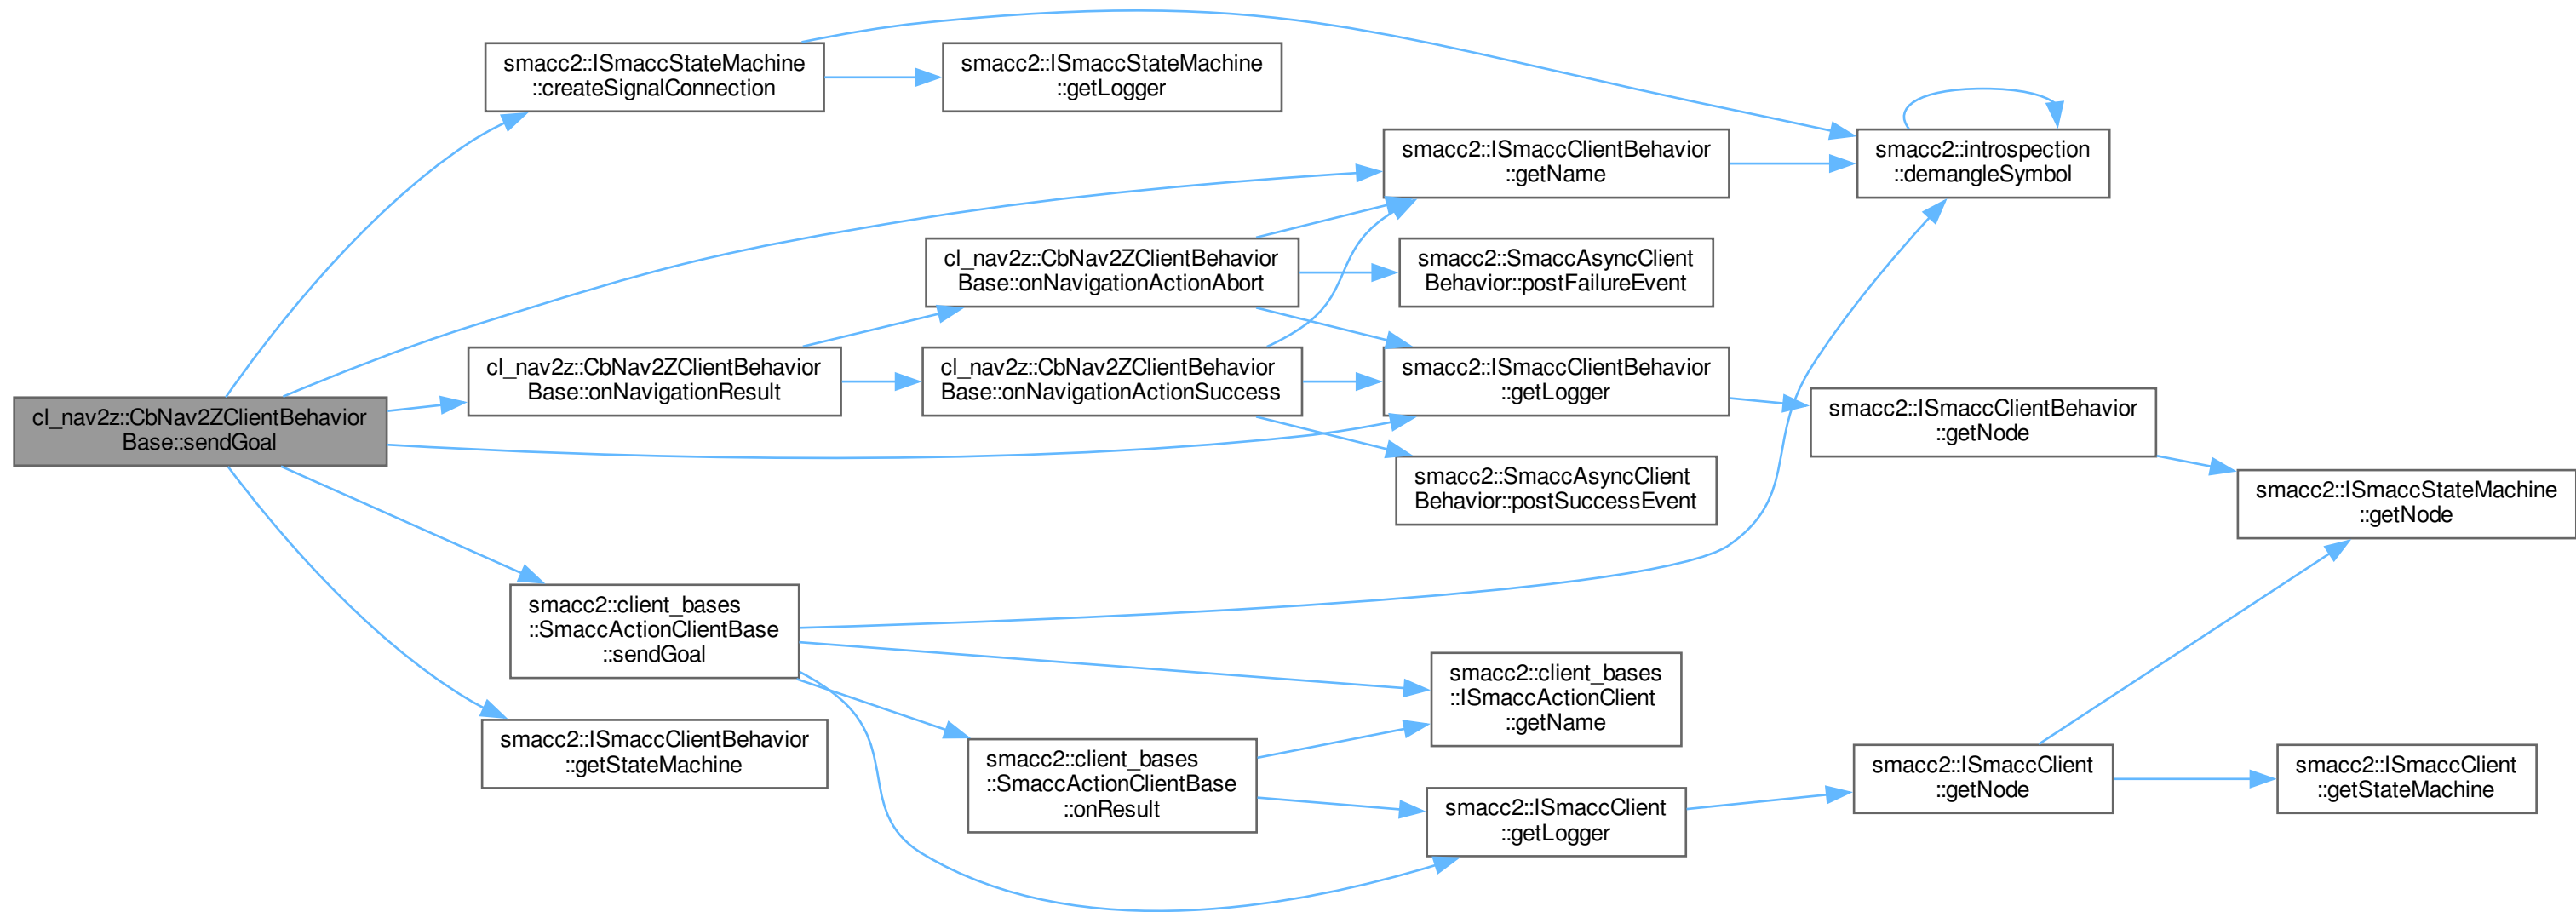 cl_nav2z::CbNav2ZClientBehavior
Base::sendGoal
smacc2::ISmaccStateMachine
::createSignalConnection
smacc2::ISmaccStateMachine
::getLogger
smacc2::ISmaccClientBehavior
::getName
smacc2::introspection
::demangleSymbol
cl_nav2z::CbNav2ZClientBehavior
Base::onNavigationResult
cl_nav2z::CbNav2ZClientBehavior
Base::onNavigationActionAbort
smacc2::SmaccAsyncClient
Behavior::postFailureEvent
cl_nav2z::CbNav2ZClientBehavior
Base::onNavigationActionSuccess
smacc2::ISmaccClientBehavior
::getLogger
smacc2::ISmaccClientBehavior
::getNode
smacc2::ISmaccStateMachine
::getNode
smacc2::SmaccAsyncClient
Behavior::postSuccessEvent
smacc2::client_bases
::SmaccActionClientBase
::sendGoal
smacc2::client_bases
::ISmaccActionClient
::getName
smacc2::ISmaccClientBehavior
::getStateMachine
smacc2::client_bases
::SmaccActionClientBase
::onResult
smacc2::ISmaccClient
::getLogger
smacc2::ISmaccClient
::getNode
smacc2::ISmaccClient
::getStateMachine